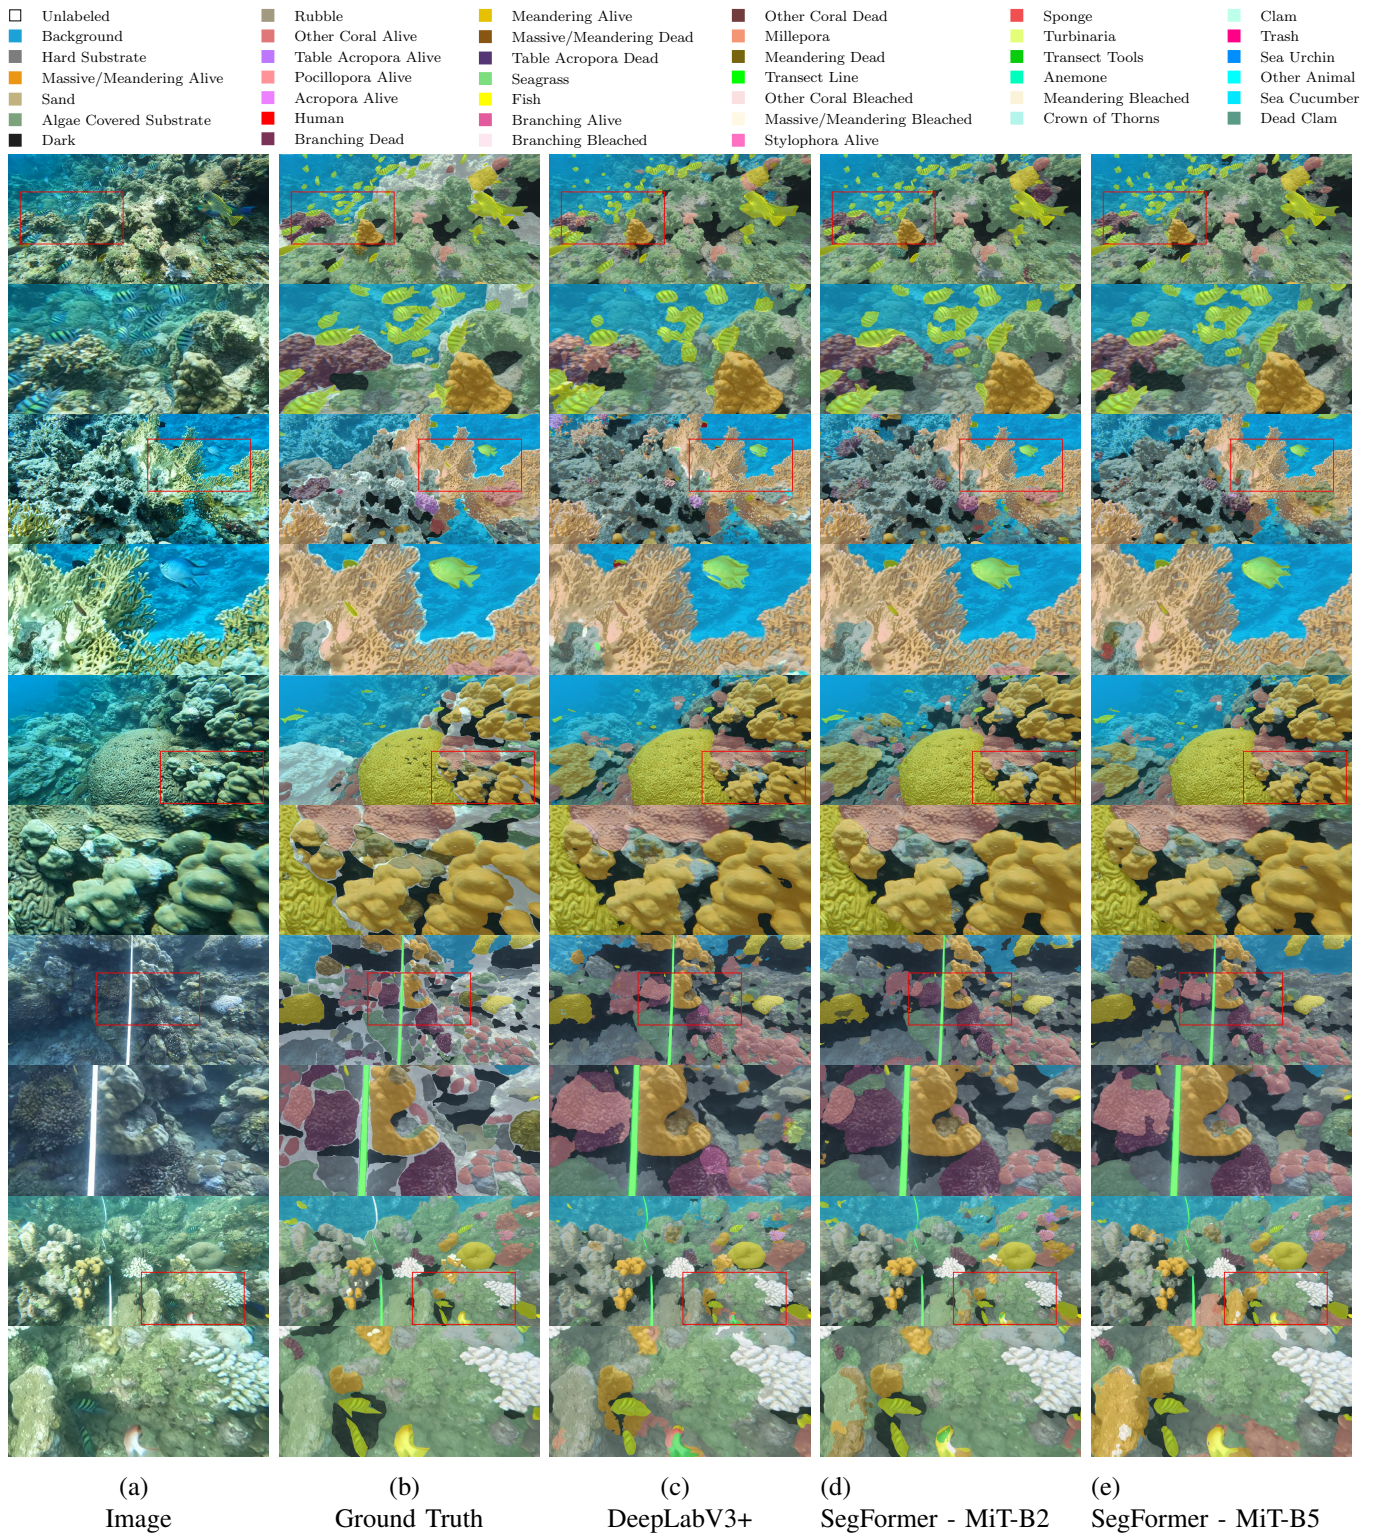 Unlabeled
Background
Hard Substrate
Massive/Meandering Alive
Sand
Algae Covered Substrate
Dark
Rubble
Other Coral Alive
Table Acropora Alive
Pocillopora Alive
Acropora Alive
Human
Branching Dead
Meandering Alive
Massive/Meandering Dead
Table Acropora Dead
Seagrass
Fish
Branching Alive
Branching Bleached
Other Coral Dead
Millepora
Meandering Dead
Transect Line
Other Coral Bleached
Massive/Meandering Bleached
Stylophora Alive
Sponge
Turbinaria
Transect Tools
Anemone
Meandering Bleached
Crown of Thorns
Clam
Trash
Sea Urchin
Other Animal
Sea Cucumber
Dead Clam
(a)
Image
(b)
Ground Truth
(c)
DeepLabV3+
(d)
SegFormer - MiT-B2
(e)
SegFormer - MiT-B5